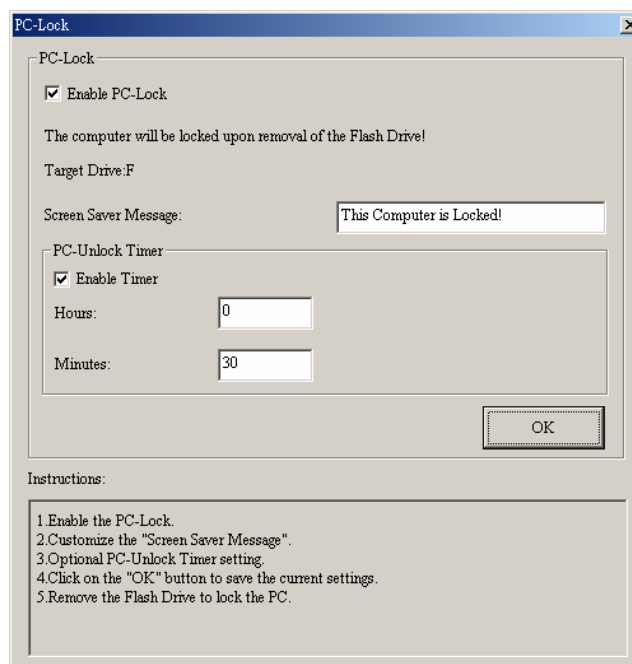 PC-Lock
PC-Lock
Enable PC-Lock
The computer will be locked upon removal of the Flash Drive!
Target Drive:F
Screen Saver Message: This Computer is Locked!
PC-Unlock Timer
Enable Timer
Hours: 0
Minutes: 30
OK
Instructions:
1.Enable the PC-Lock.
2.Customize the "Screen Saver Message".
3.Optional PC-Unlock Timer setting.
4.Click on the "OK" button to save the current settings.
5.Remove the Flash Drive to lock the PC.